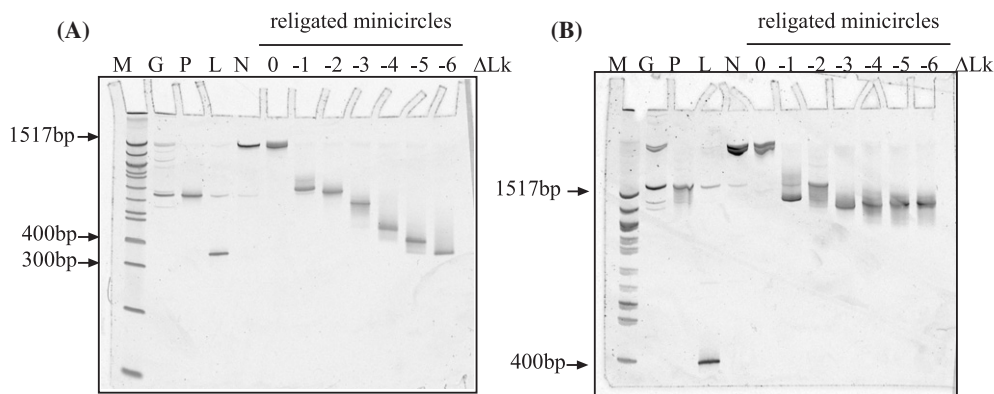 (A)
religated minicircles
M G P L N 0 -1 -2 -3 -4 -5 -6 ΔLk
1517bp
400bp
300bp
(B)
religated minicircles
M G P L N 0 -1 -2 -3 -4 -5 -6 ΔLk
1517bp
400bp